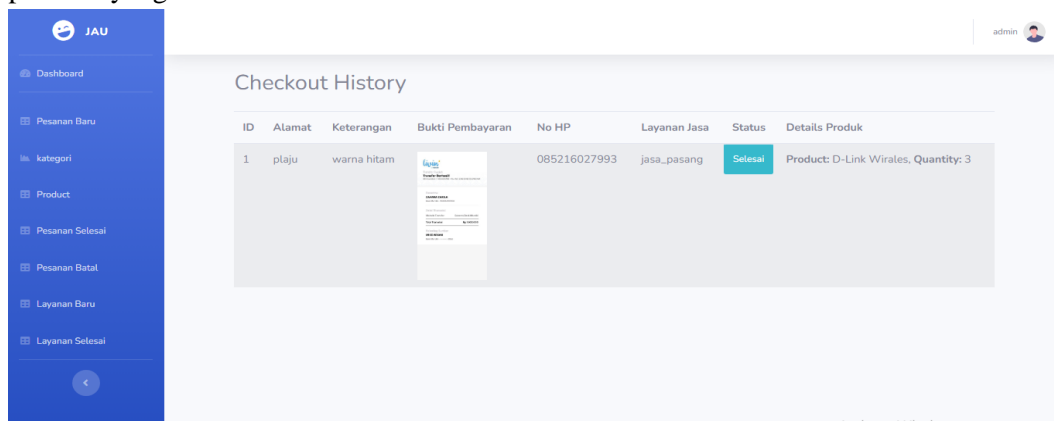 JAU
admin
Dashboard
Checkout History
Pesanan Baru
ID Alamat Keterangan Bukti Pembayaran No HP Layanan Jasa Status Details Produk
kategori
1 plaju warna hitam 085216027993 jasa_pasang Selesai Product: D-Link Wirales, Quantity: 3
livin'
Product
Pesanan Selesai
Pesanan Batal
Layanan Baru
Layanan Selesai